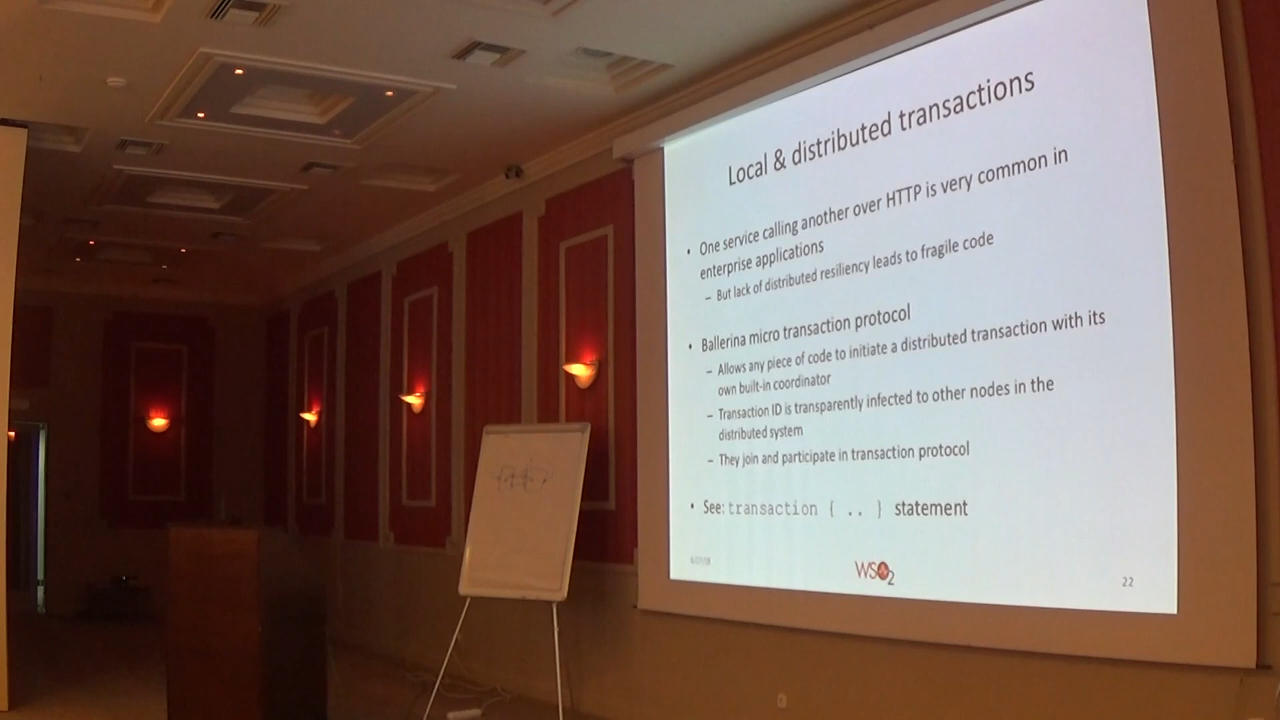 Local & distributed transactions
• One service calling another over HTTP is very common in
enterprise applications
– But lack of distributed resiliency leads to fragile code
• Ballerina micro transaction protocol
– Allows any piece of code to initiate a distributed transaction with its
own built-in coordinator
– Transaction ID is transparently infected to other nodes in the
distributed system
– They join and participate in transaction protocol
• See: transaction { .. } statement
WSO2
22